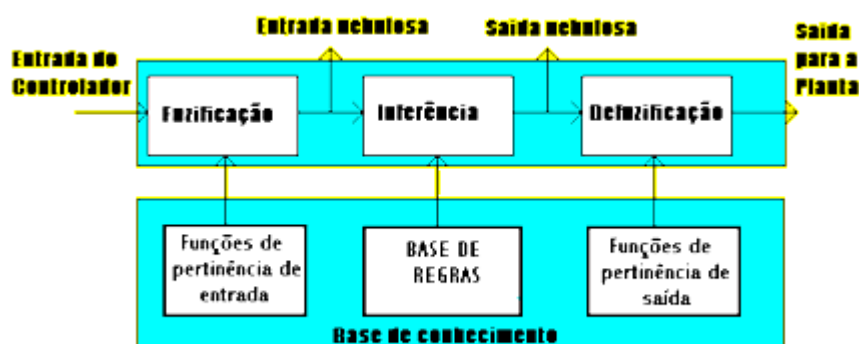 Entrada nebulosa
Saída nebulosa
Saída
para a
Planta
Entrada do
Controlador
Fuzificação
Inferência
Defuzificação
Funções de
pertinência de
entrada
BASE DE
REGRAS
Funções de
pertinência de
saída
Base de conhecimento